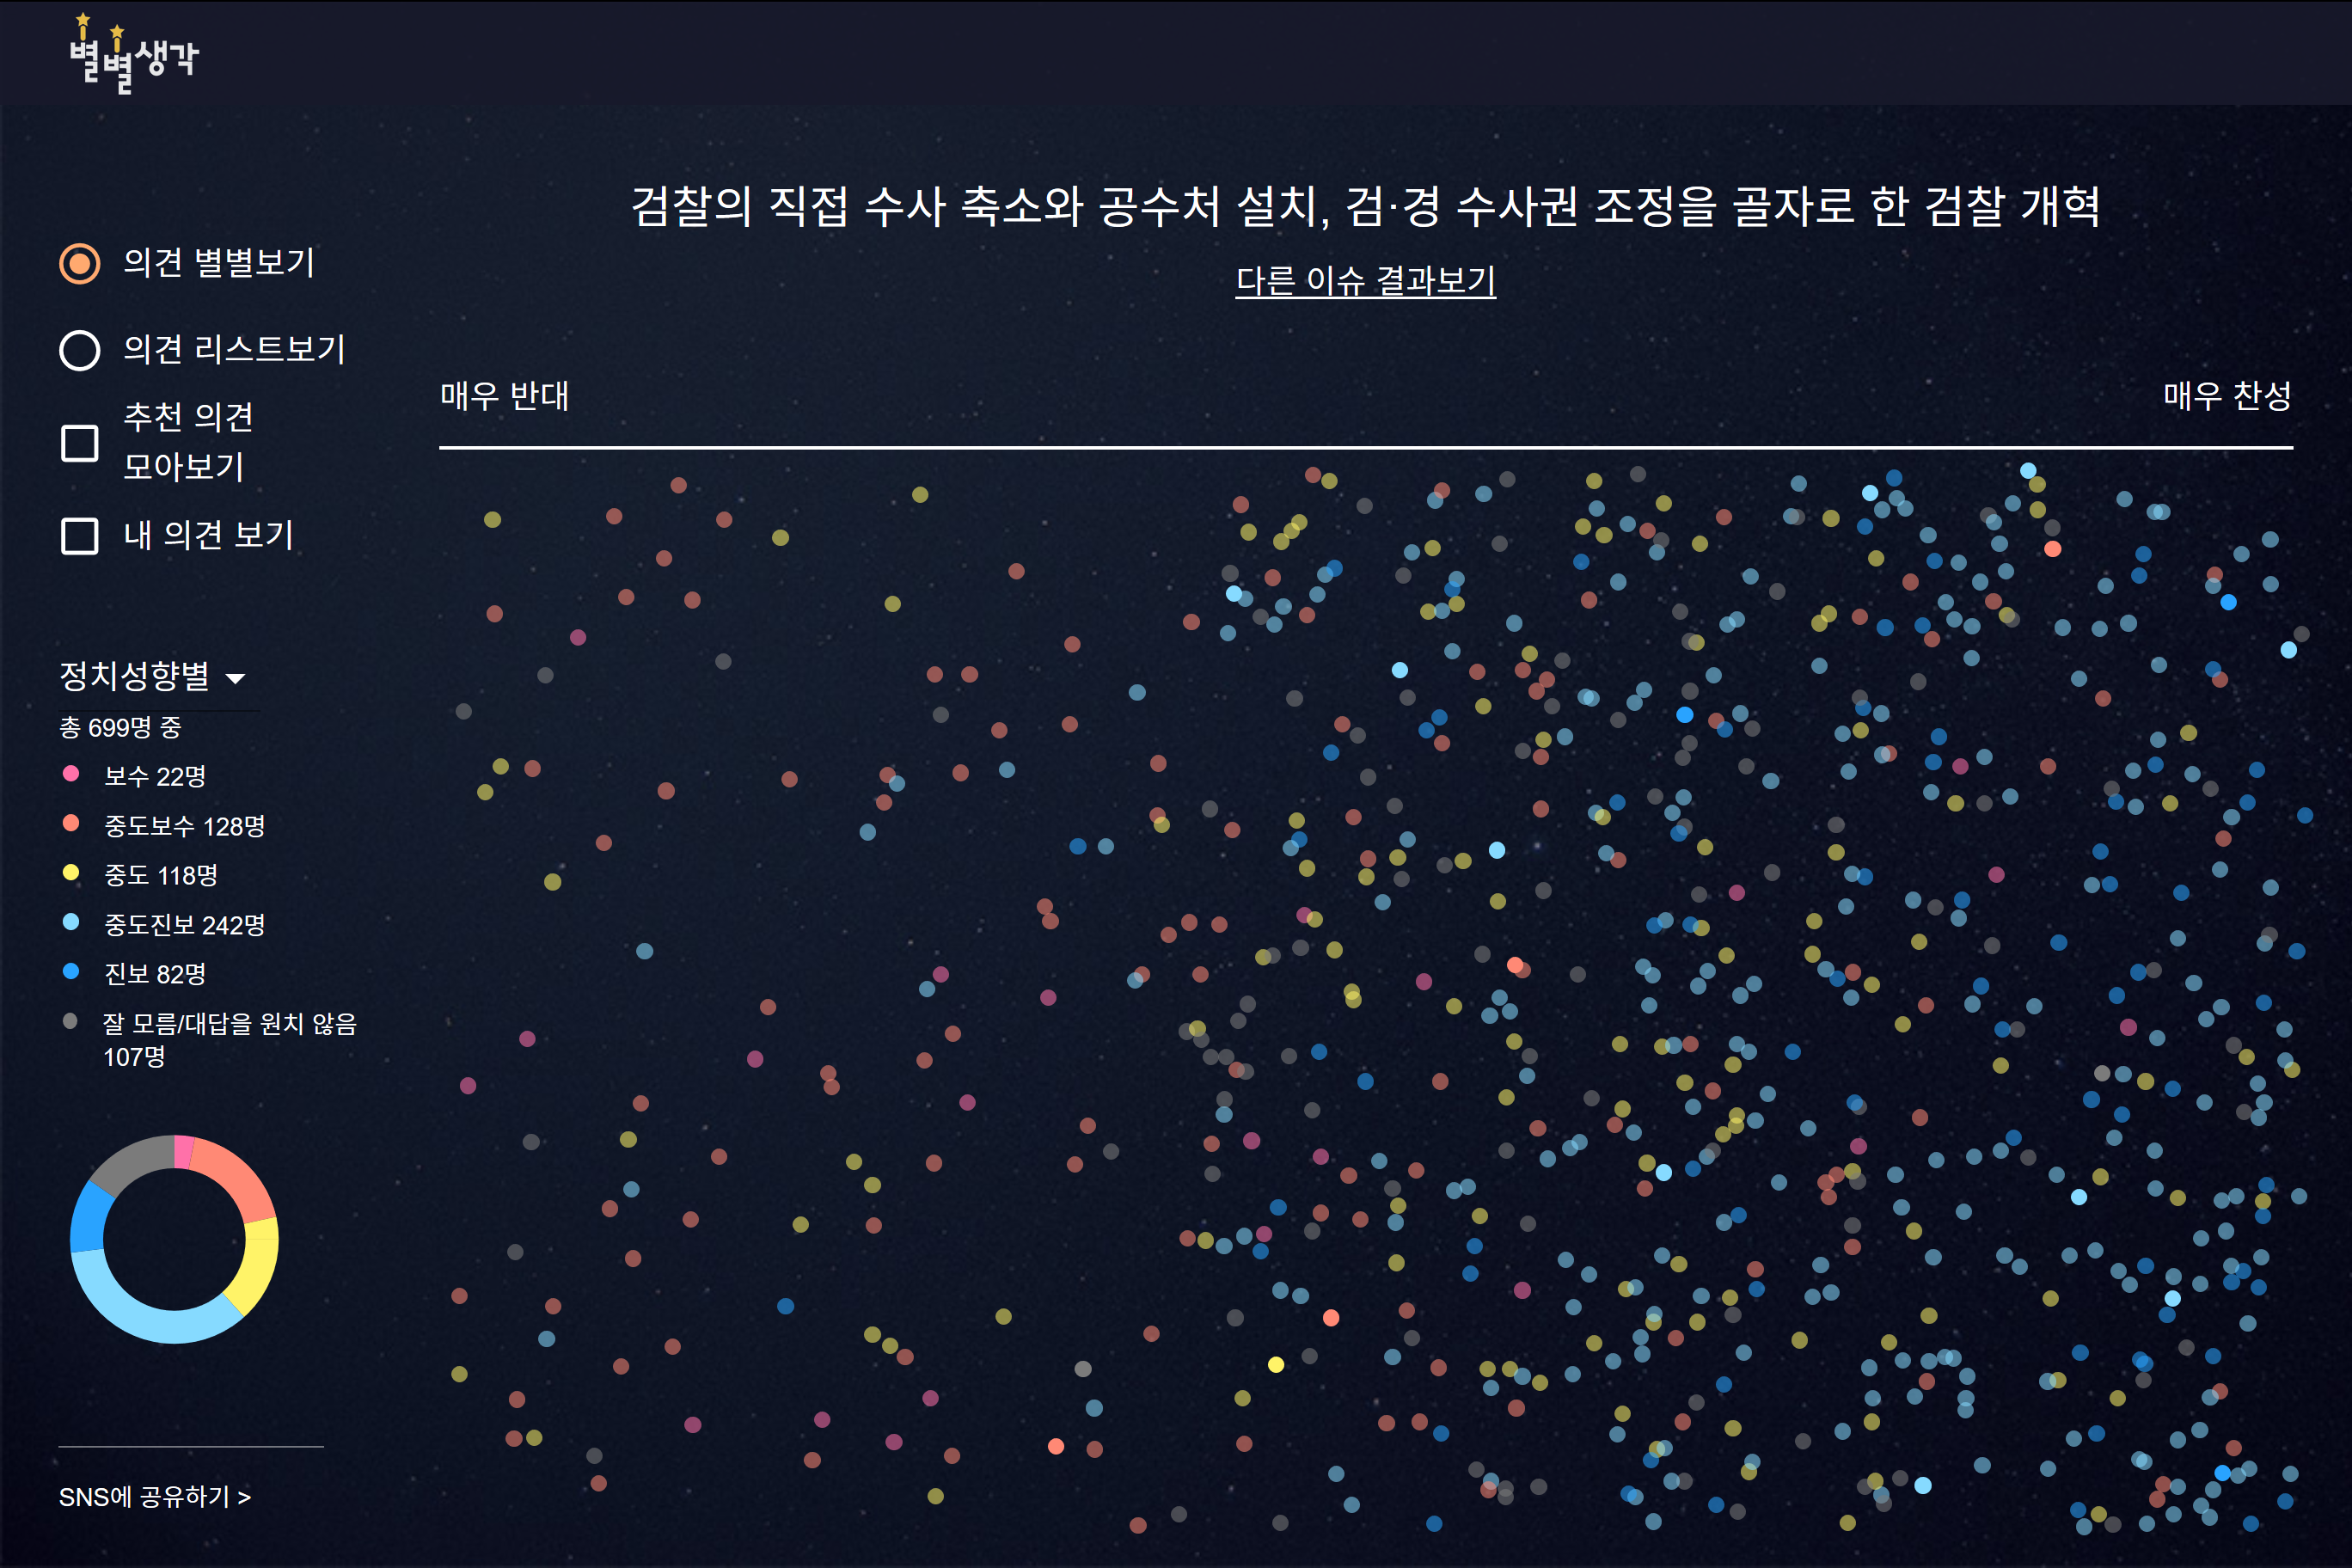 별별생각
검찰의 직접 수사 축소와 공수처 설치, 검·경 수사권 조정을 골자로 한 검찰 개혁
다른 이슈 결과보기
의견 별별보기
의견 리스트보기
추천 의견
모아보기
내 의견 보기
매우 반대
매우 찬성
정치성향별
총 699명 중
보수 22명
중도보수 128명
중도 118명
중도진보 242명
진보 82명
잘 모름/대답을 원치 않음
107명
SNS에 공유하기 >